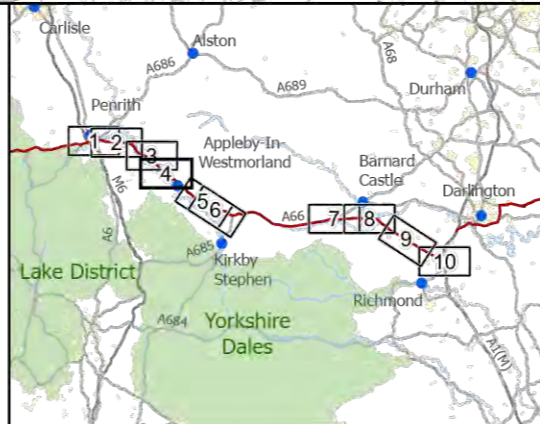 Carlisle
Alston
A686
A689
A68
Durham
Penrith
1
2
3
4
Appleby-In
Westmorland
Barnard
Castle
Darlington
M6
A6
5
6
A66
7
8
9
10
A685
Kirkby
Stephen
Lake District
Richmond
A684
Yorkshire
Dales
A1(M)